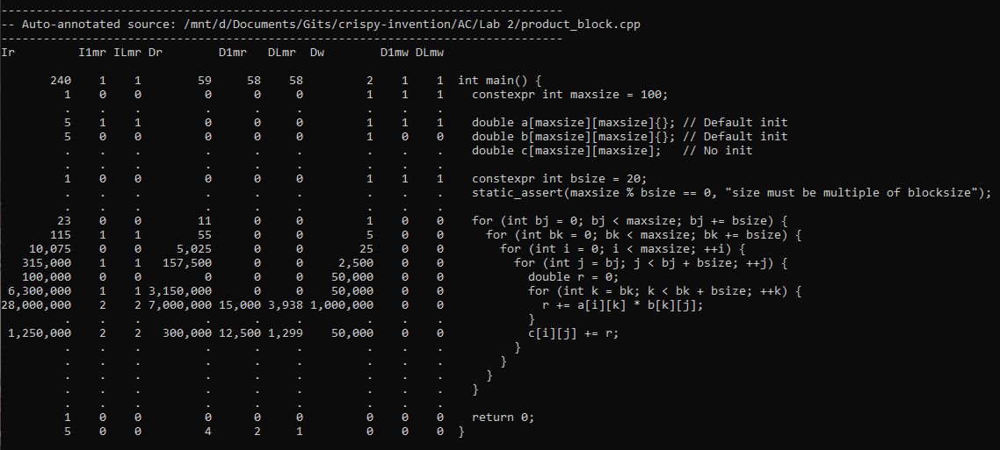 --------------------------------------------------------------------------------
-- Auto-annotated source: /mnt/d/Documents/Gits/crispy-invention/AC/Lab 2/product_block.cpp
--------------------------------------------------------------------------------
Ir         I1mr ILmr Dr        D1mr   DLmr  Dw        D1mw DLmw

       240    1    1        59     58    58         2    1    1  int main() {
         1    0    0         0      0     0         1    1    1    constexpr int maxsize = 100;
         .    .    .         .      .     .         .    .    .
         5    1    1         0      0     0         1    1    1    double a[maxsize][maxsize]{}; // Default init
         5    0    0         0      0     0         1    0    0    double b[maxsize][maxsize]{}; // Default init
         .    .    .         .      .     .         .    .    .    double c[maxsize][maxsize];   // No init
         .    .    .         .      .     .         .    .    .
         1    0    0         0      0     0         1    1    1    constexpr int bsize = 20;
         .    .    .         .      .     .         .    .    .    static_assert(maxsize % bsize == 0, "size must be multiple of blocksize");
         .    .    .         .      .     .         .    .    .
        23    0    0        11      0     0         1    0    0    for (int bj = 0; bj < maxsize; bj += bsize) {
       115    1    1        55      0     0         5    0    0      for (int bk = 0; bk < maxsize; bk += bsize) {
    10,075    0    0     5,025      0     0        25    0    0        for (int i = 0; i < maxsize; ++i) {
   315,000    1    1   157,500      0     0     2,500    0    0          for (int j = bj; j < bj + bsize; ++j) {
   100,000    0    0         0      0     0    50,000    0    0            double r = 0;
 6,300,000    1    1 3,150,000      0     0    50,000    0    0            for (int k = bk; k < bk + bsize; ++k) {
28,000,000    2    2 7,000,000 15,000 3,938 1,000,000    0    0              r += a[i][k] * b[k][j];
         .    .    .         .      .     .         .    .    .            }
 1,250,000    2    2   300,000 12,500 1,299    50,000    0    0            c[i][j] += r;
         .    .    .         .      .     .         .    .    .          }
         .    .    .         .      .     .         .    .    .        }
         .    .    .         .      .     .         .    .    .      }
         .    .    .         .      .     .         .    .    .    }
         .    .    .         .      .     .         .    .    .
         1    0    0         0      0     0         0    0    0    return 0;
         5    0    0         4      2     1         0    0    0  }